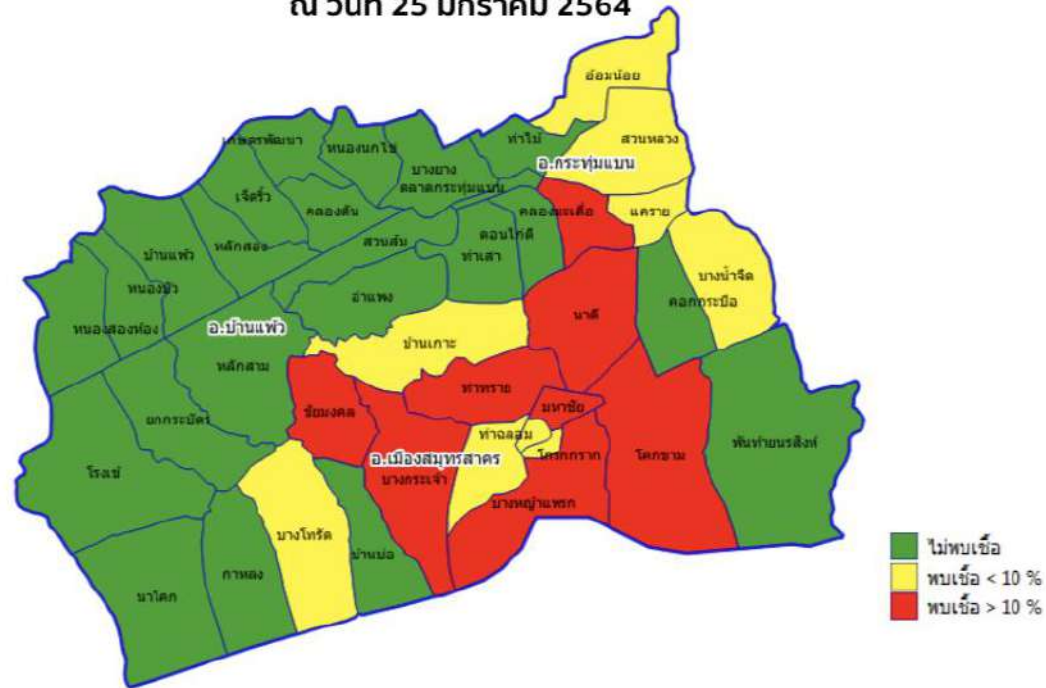 ณ วันที่ 25 มกราคม 2564
อ้อมน้อย
สวนหลวง
ท่าไม้
อ.กระทุ่มแบน
เกษตรพัฒนา
หนองนกไข่
บางยาง
ตลาดกระทุ่มแบน
เจ็ดริ้ว
คลองตัน
คลองมะเดื่อ
แคราย
สวนส้ม
ดอนไก่ดี
ท่าเสา
หลักสอง
บ้านแพ้ว
หนองบัว
อำแพง
บางน้ำจืด
คอกกระบือ
หนองสองห้อง
อ.บ้านแพ้ว
นาดี
บ้านเกาะ
หลักสาม
ท่าทราย
มหาชัย
ชัยมงคล
ยกกระบัตร
ท่าฉลอม
พันท้ายนรสิงห์
โรงเข้
อ.เมืองสมุทรสาคร
โกรกกราก
โคกขาม
บางกระเจ้า
บางหญ้าแพรก
บางโทรัด
บ้านบ่อ
กาหลง
นาโคก
ไม่พบเชื้อ
พบเชื้อ < 10 %
พบเชื้อ > 10 %